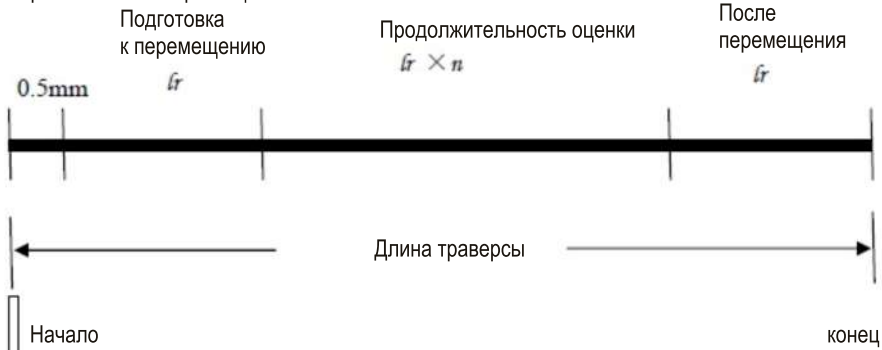 Подготовка
к перемещению
Продолжительность оценки
После
перемещения
0.5mm
lr
lr × n
lr
Длина траверсы
Начало
конец